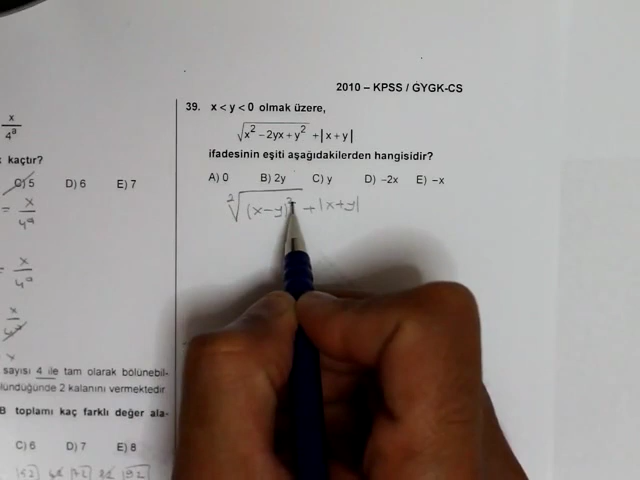 2010 – KPSS / GYGK-CS
39. x < y < 0 olmak üzere,
√x² – 2yx + y² + |x + y|
ifadesinin eşiti aşağıdakilerden hangisidir?
A) 0 B) 2y C) y D) –2x E) –x
²√(x–y)² + |x+y|
x
4ᵃ
kaçtır?
C) 5 D) 6 E) 7
= x
4ᵃ
= x
4ᵃ
x
x
sayısı 4 ile tam olarak bölünebil-
lündüğünde 2 kalanını vermektedir.
B toplamı kaç farklı değer ala-
C) 6 D) 7 E) 8